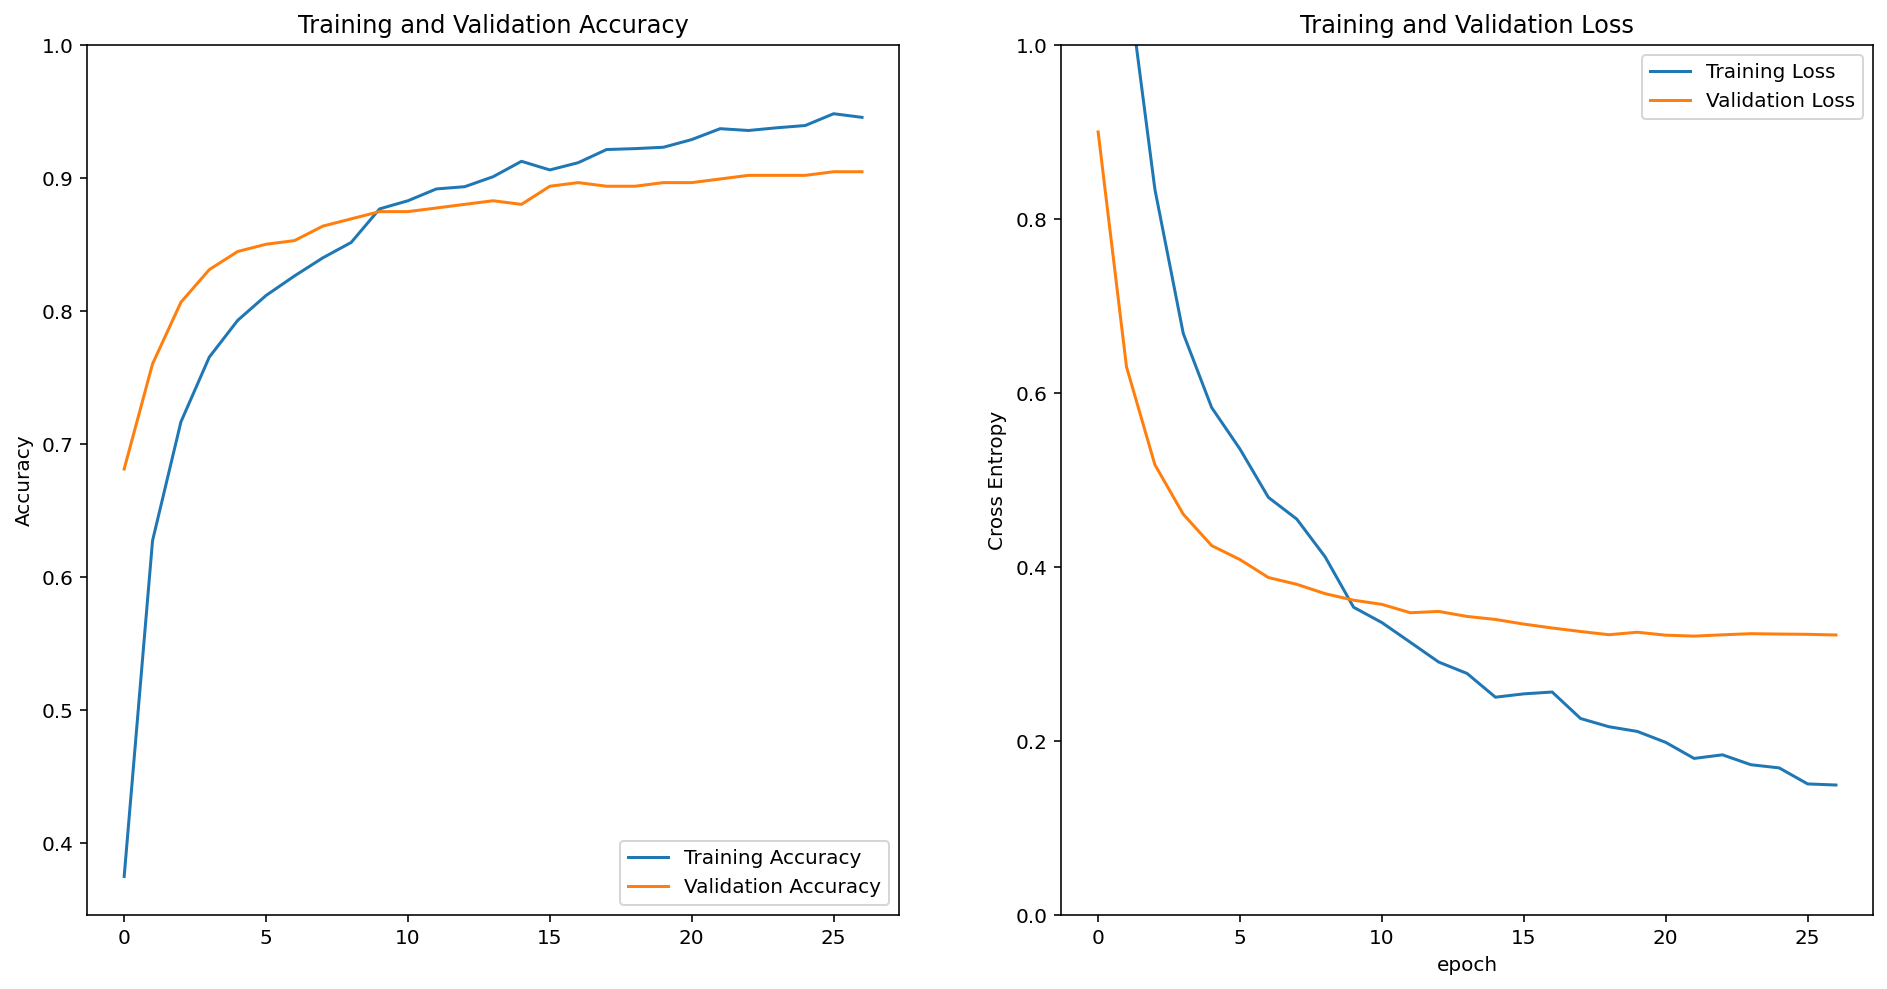 Training and Validation Accuracy
1.0
0.9
0.8
0.7
0.6
0.5
0.4
Accuracy
Training Accuracy
Validation Accuracy
0 5 10 15 20 25
Training and Validation Loss
1.0
0.8
0.6
0.4
0.2
0.0
Cross Entropy
Training Loss
Validation Loss
0 5 10 15 20 25
epoch